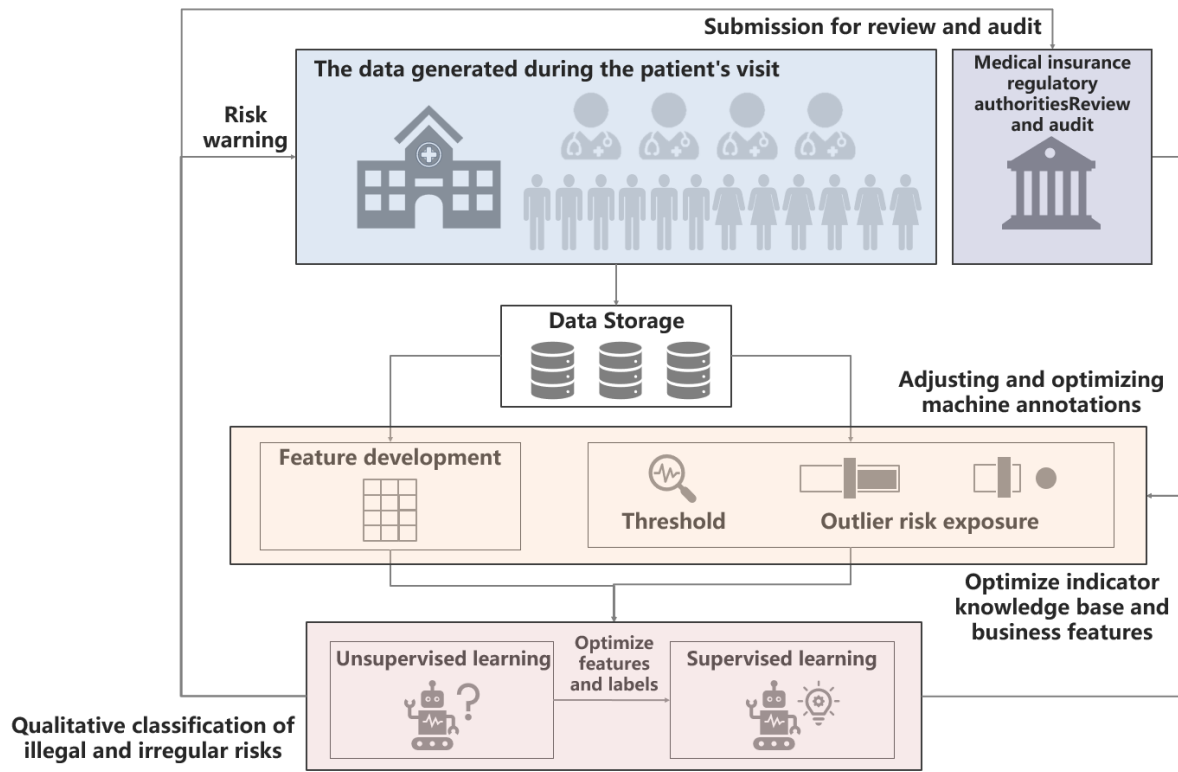 Submission for review and audit
The data generated during the patient's visit
Medical insurance
regulatory
authoritiesReview
and audit
Risk
warning
Data Storage
Adjusting and optimizing
machine annotations
Feature development
Threshold
Outlier risk exposure
Optimize indicator
knowledge base and
business features
Unsupervised learning
Optimize
features
and labels
Supervised learning
Qualitative classification of
illegal and irregular risks